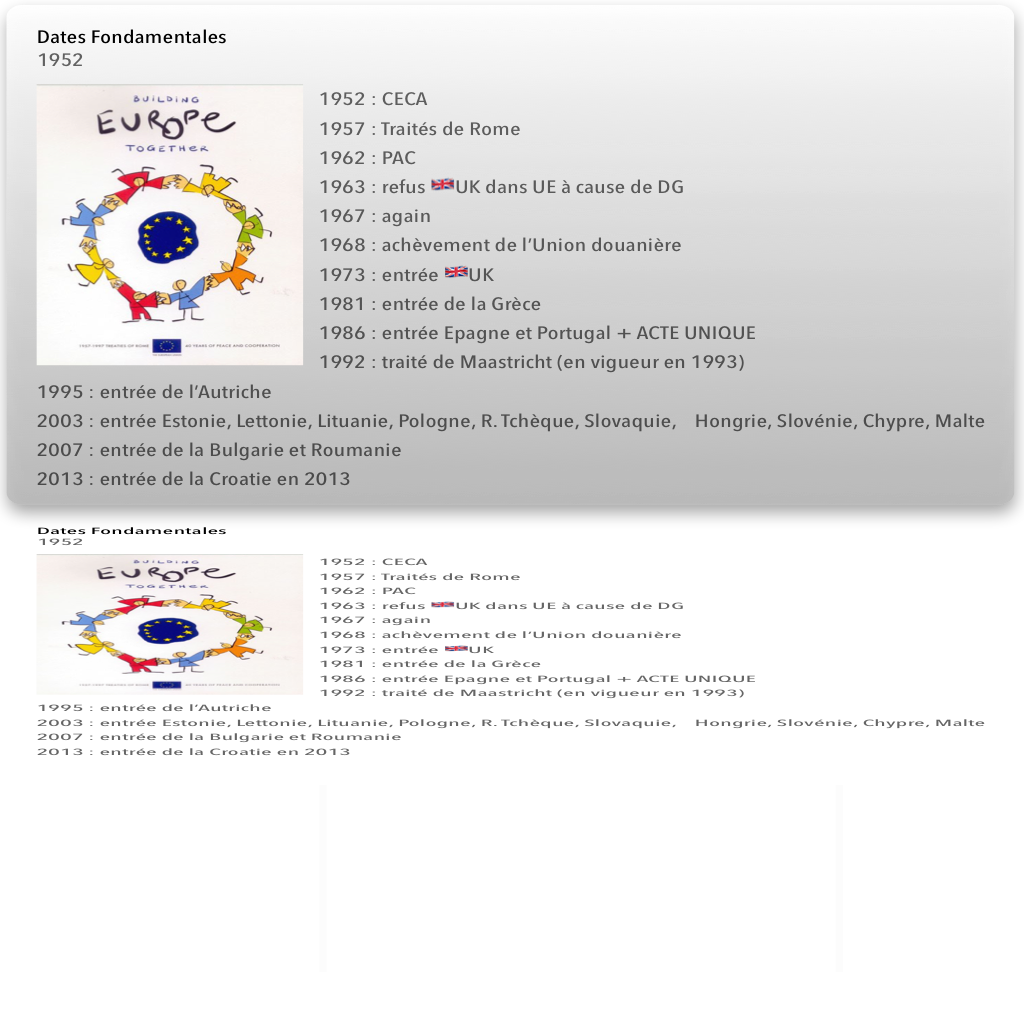 Dates Fondamentales
1952
BUILDING
EUROPE
TOGETHER
1957-1997 TREATIES OF ROME
40 YEARS OF PEACE AND COOPERATION
1952 : CECA
1957 : Traités de Rome
1962 : PAC
1963 : refus UK dans UE à cause de DG
1967 : again
1968 : achèvement de l’Union douanière
1973 : entrée UK
1981 : entrée de la Grèce
1986 : entrée Epagne et Portugal + ACTE UNIQUE
1992 : traité de Maastricht (en vigueur en 1993)
1995 : entrée de l’Autriche
2003 : entrée Estonie, Lettonie, Lituanie, Pologne, R. Tchèque, Slovaquie, Hongrie, Slovénie, Chypre, Malte
2007 : entrée de la Bulgarie et Roumanie
2013 : entrée de la Croatie en 2013
Dates Fondamentales
1952
BUILDING
EUROPE
TOGETHER
1952 : CECA
1957 : Traités de Rome
1962 : PAC
1963 : refus UK dans UE à cause de DG
1967 : again
1968 : achèvement de l’Union douanière
1973 : entrée UK
1981 : entrée de la Grèce
1986 : entrée Epagne et Portugal + ACTE UNIQUE
1992 : traité de Maastricht (en vigueur en 1993)
1995 : entrée de l’Autriche
2003 : entrée Estonie, Lettonie, Lituanie, Pologne, R. Tchèque, Slovaquie, Hongrie, Slovénie, Chypre, Malte
2007 : entrée de la Bulgarie et Roumanie
2013 : entrée de la Croatie en 2013